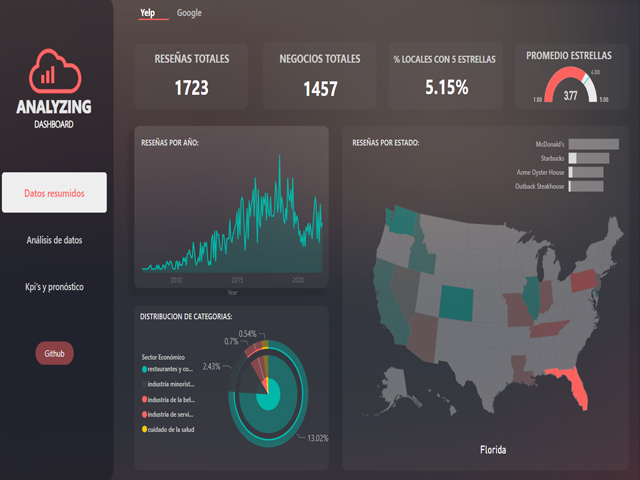 Yelp
Google
ANALYZING
DASHBOARD
Datos resumidos
Análisis de datos
Kpi's y pronóstico
Github
RESEÑAS TOTALES
1723
NEGOCIOS TOTALES
1457
% LOCALES CON 5 ESTRELLAS
5.15%
PROMEDIO ESTRELLAS
4.00
1.00
3.77
5.00
RESEÑAS POR AÑO:
2010
2015
2020
Year
RESEÑAS POR ESTADO:
McDonald's
Starbucks
Acme Oyster House
Outback Steakhouse
Florida
DISTRIBUCION DE CATEGORIAS:
Sector Económico
restaurantes y co...
industria minorist...
industria de la bel...
industria de servi...
cuidado de la salud
0.54%
0.7%
2.43%
13.02%